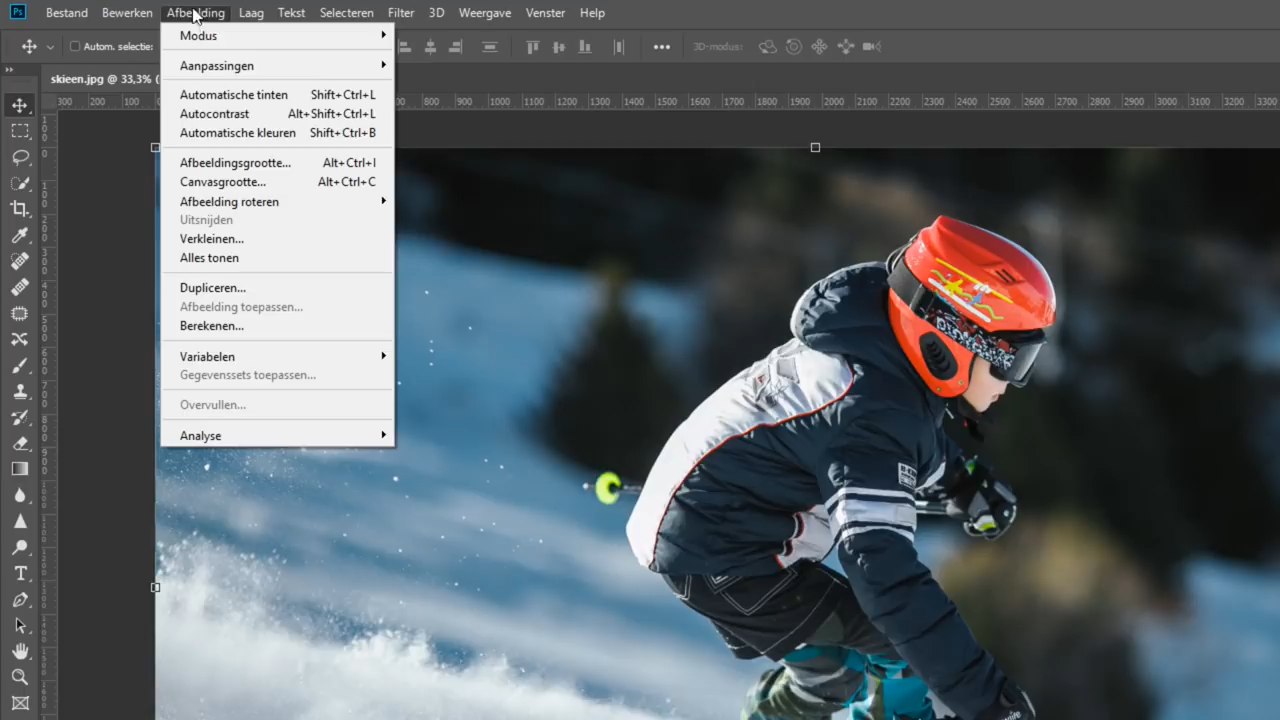 Ps Bestand Bewerken Afbeelding Laag Tekst Selecteren Filter 3D Weergave Venster Help
Autom. selectie: 3D-modus:
skieen.jpg @ 33,3% (
300 200 100 700 800 900 1000 1100 1200 1300 1400 1500 1600 1700 1800 1900 2000 2100 2200 2300 2400 2500 2600 2700 2800 2900 3000 3100 3200 3300
Modus
Aanpassingen
Automatische tinten Shift+Ctrl+L
Autocontrast Alt+Shift+Ctrl+L
Automatische kleuren Shift+Ctrl+B
Afbeeldingsgrootte... Alt+Ctrl+I
Canvasgrootte... Alt+Ctrl+C
Afbeelding roteren
Uitsnijden
Verkleinen...
Alles tonen
Dupliceren...
Afbeelding toepassen...
Berekenen...
Variabelen
Gegevenssets toepassen...
Overvullen...
Analyse